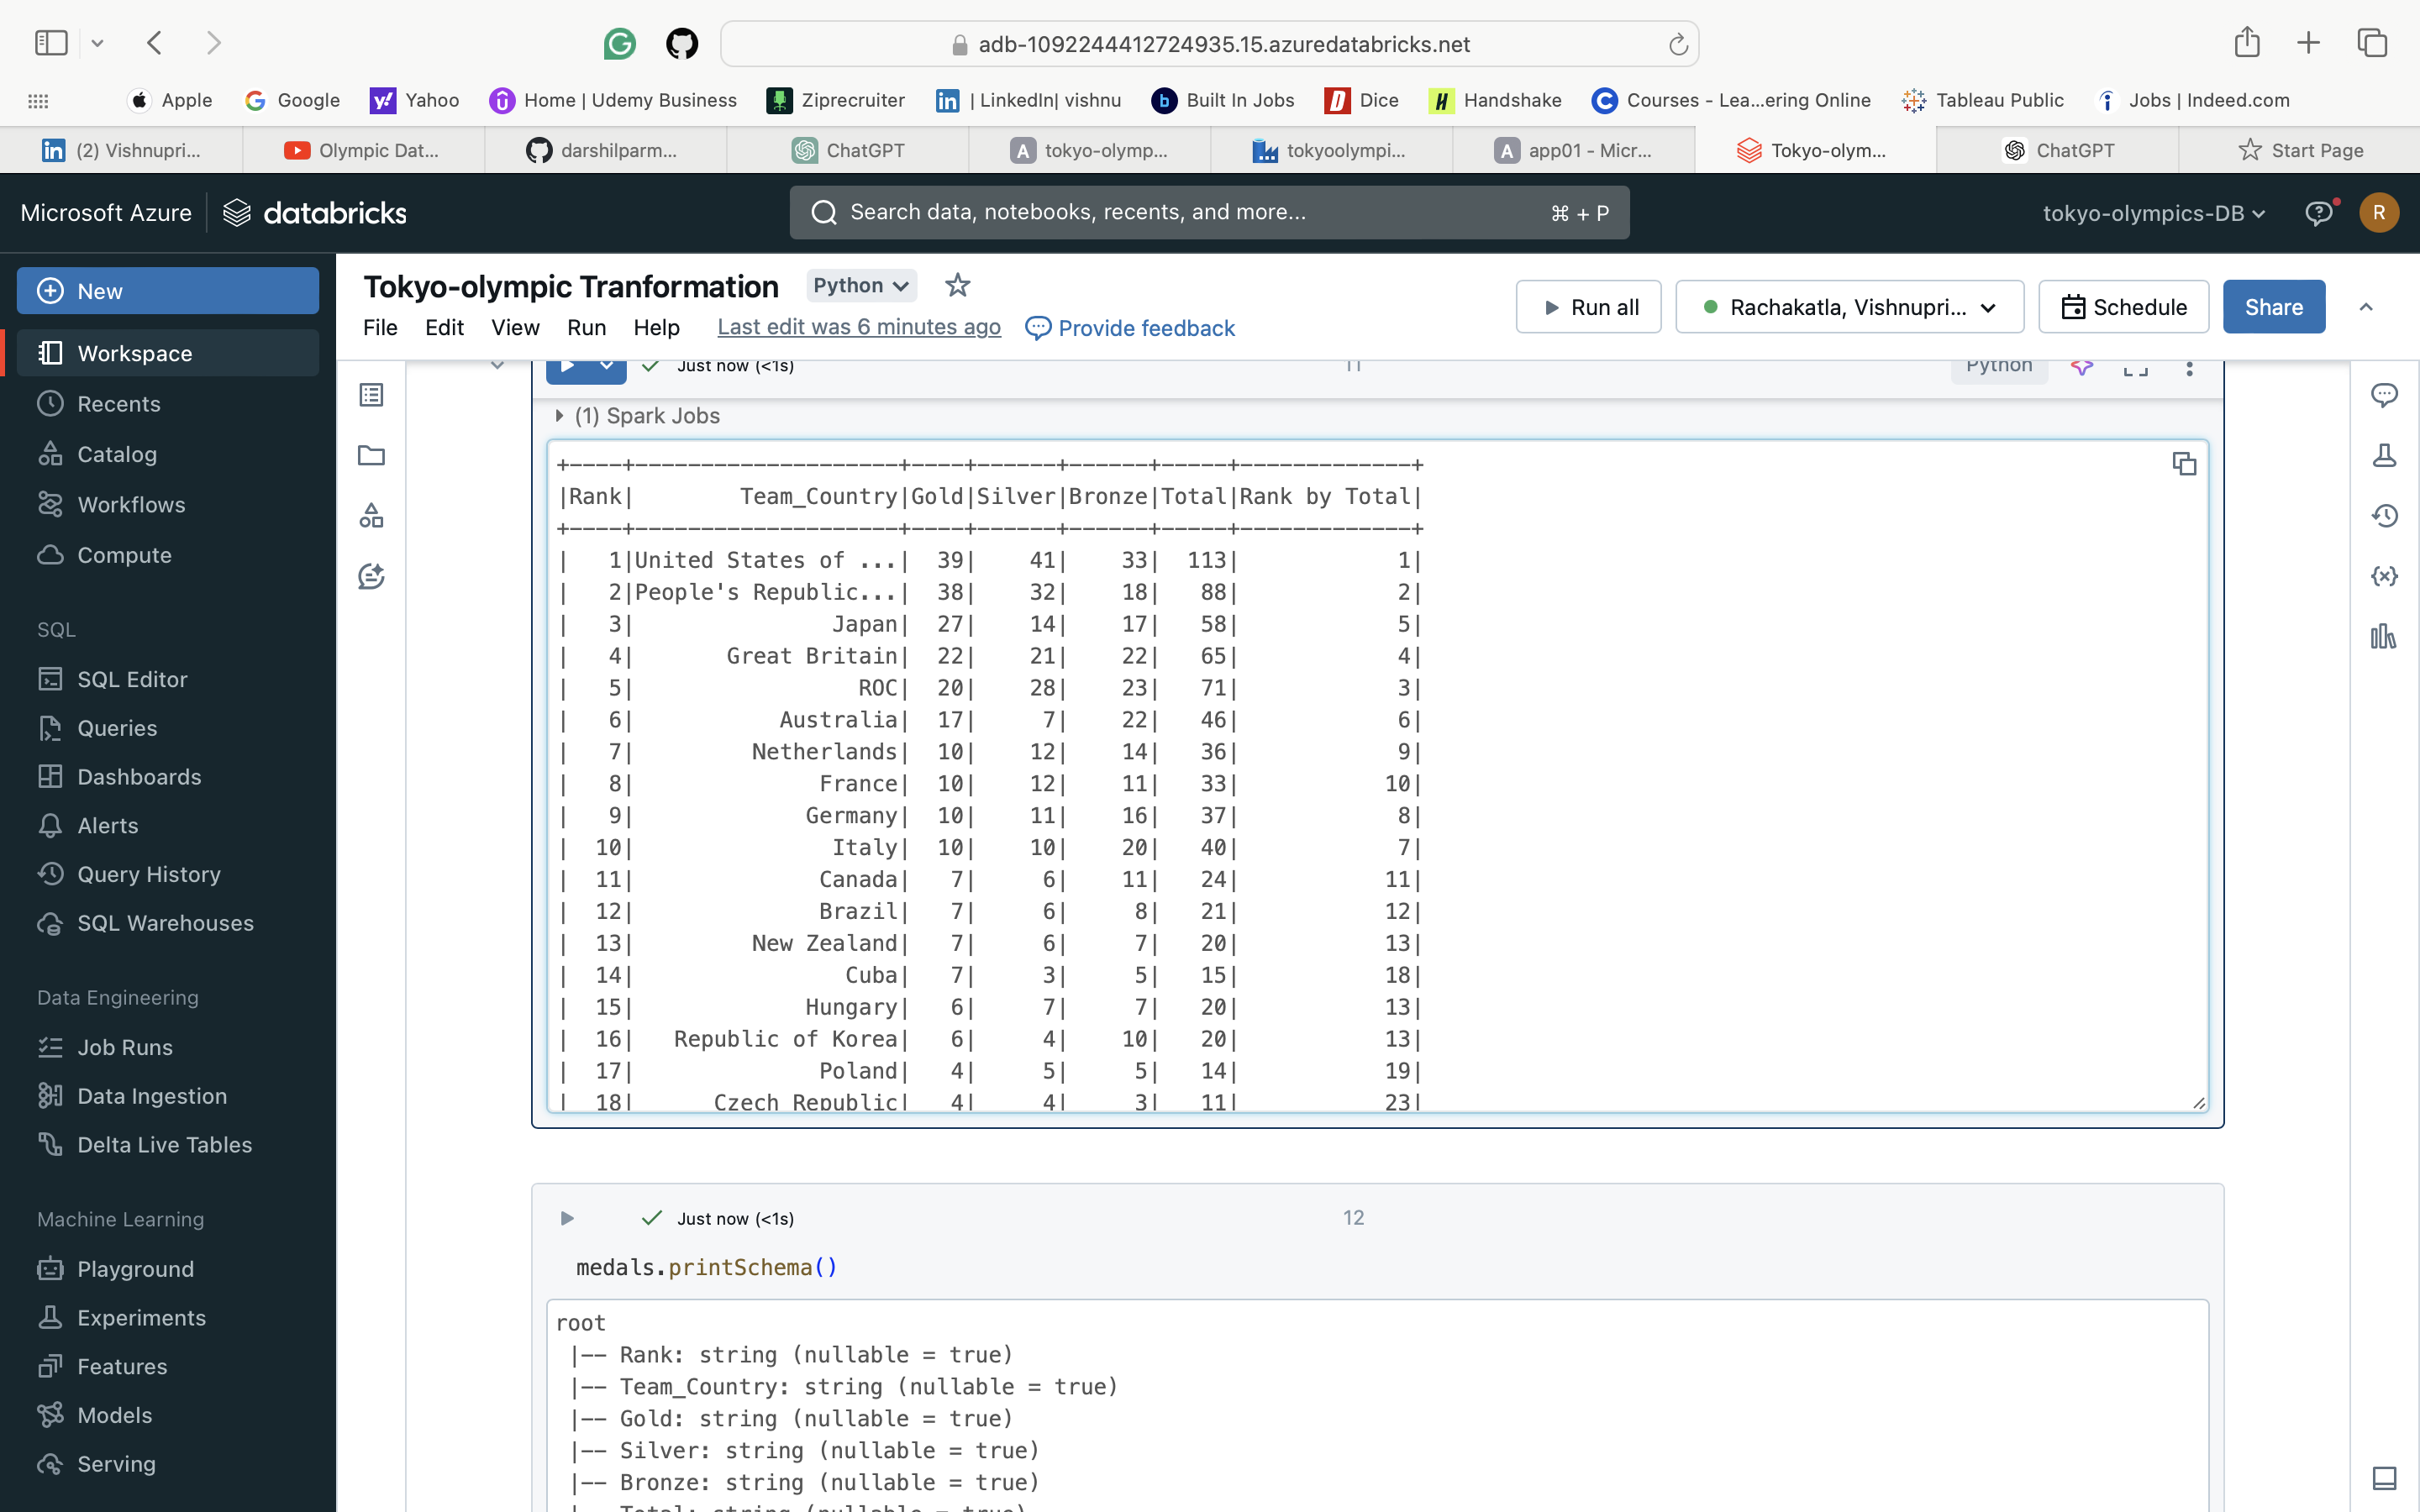 adb-1092244412724935.15.azuredatabricks.net
Apple Google Yahoo Home | Udemy Business Ziprecruiter | LinkedIn| vishnu Built In Jobs Dice Handshake Courses - Lea...ering Online Tableau Public Jobs | Indeed.com
(2) Vishnupri... Olympic Dat... darshilparm... ChatGPT tokyo-olymp... tokyoolympi... app01 - Micr... Tokyo-olym... ChatGPT Start Page
Microsoft Azure databricks Search data, notebooks, recents, and more... ⌘ + P tokyo-olympics-DB R
New
Workspace
Recents
Catalog
Workflows
Compute
SQL
SQL Editor
Queries
Dashboards
Alerts
Query History
SQL Warehouses
Data Engineering
Job Runs
Data Ingestion
Delta Live Tables
Machine Learning
Playground
Experiments
Features
Models
Serving
Tokyo-olympic Tranformation Python
File Edit View Run Help Last edit was 6 minutes ago Provide feedback
Run all Rachakatla, Vishnupri... Schedule Share
Just now (<1s) 11 Python
(1) Spark Jobs
+----+--------------------+----+------+------+-----+-------------+
|Rank|        Team_Country|Gold|Silver|Bronze|Total|Rank by Total|
+----+--------------------+----+------+------+-----+-------------+
|   1|United States of ...|  39|    41|    33|  113|            1|
|   2|People's Republic...|  38|    32|    18|   88|            2|
|   3|               Japan|  27|    14|    17|   58|            5|
|   4|       Great Britain|  22|    21|    22|   65|            4|
|   5|                 ROC|  20|    28|    23|   71|            3|
|   6|           Australia|  17|     7|    22|   46|            6|
|   7|         Netherlands|  10|    12|    14|   36|            9|
|   8|              France|  10|    12|    11|   33|           10|
|   9|             Germany|  10|    11|    16|   37|            8|
|  10|               Italy|  10|    10|    20|   40|            7|
|  11|              Canada|   7|     6|    11|   24|           11|
|  12|              Brazil|   7|     6|     8|   21|           12|
|  13|         New Zealand|   7|     6|     7|   20|           13|
|  14|                Cuba|   7|     3|     5|   15|           18|
|  15|             Hungary|   6|     7|     7|   20|           13|
|  16|   Republic of Korea|   6|     4|    10|   20|           13|
|  17|              Poland|   4|     5|     5|   14|           19|
|  18|      Czech Republic|   4|     4|     3|   11|           23|
Just now (<1s) 12
medals.printSchema()
root
|-- Rank: string (nullable = true)
|-- Team_Country: string (nullable = true)
|-- Gold: string (nullable = true)
|-- Silver: string (nullable = true)
|-- Bronze: string (nullable = true)
|-- Total: string (nullable = true)